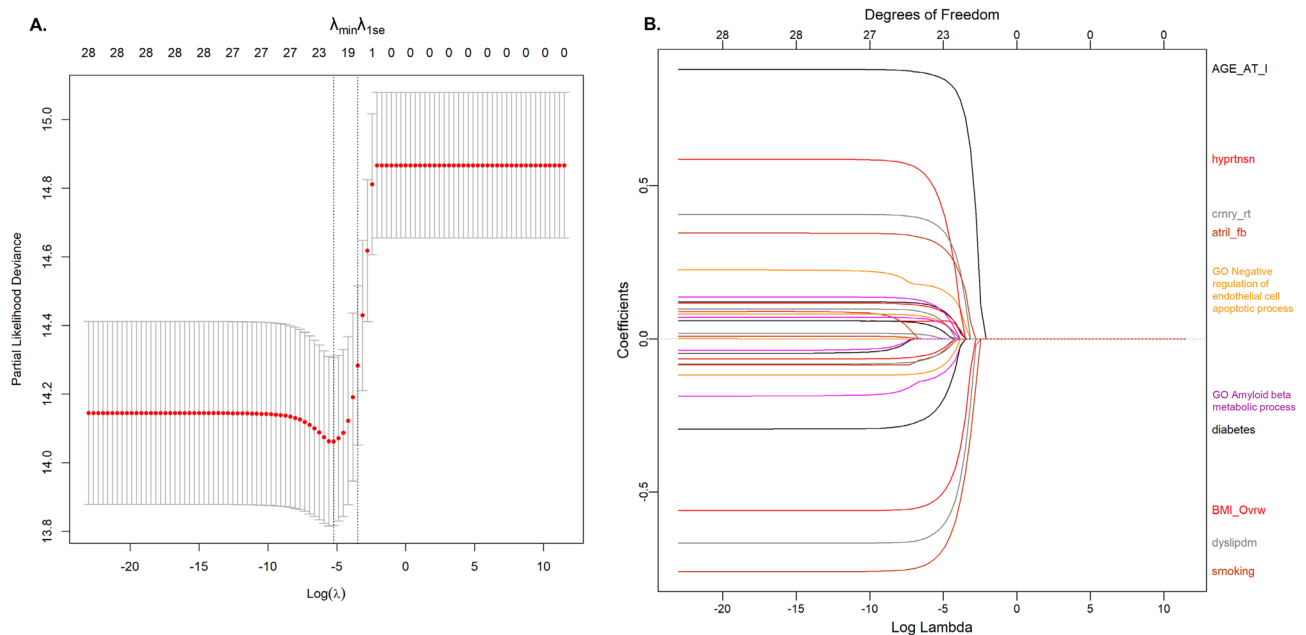 A.
λmin λ1se
28 28 28 28 28 27 27 27 23 19 1 0 0 0 0 0 0 0
Partial Likelihood Deviance
15.0
14.8
14.6
14.4
14.2
14.0
13.8
-20 -15 -10 -5 0 5 10
Log(λ)
B.
Degrees of Freedom
28 28 27 23 0 0 0
Coefficients
0.5
0.0
-0.5
AGE_AT_I
hyprtnsn
crnry_rt
atril_fb
GO Negative
regulation of
endothelial cell
apoptotic process
GO Amyloid beta
metabolic process
diabetes
BMI_Ovrw
dyslipdm
smoking
-20 -15 -10 -5 0 5 10
Log Lambda